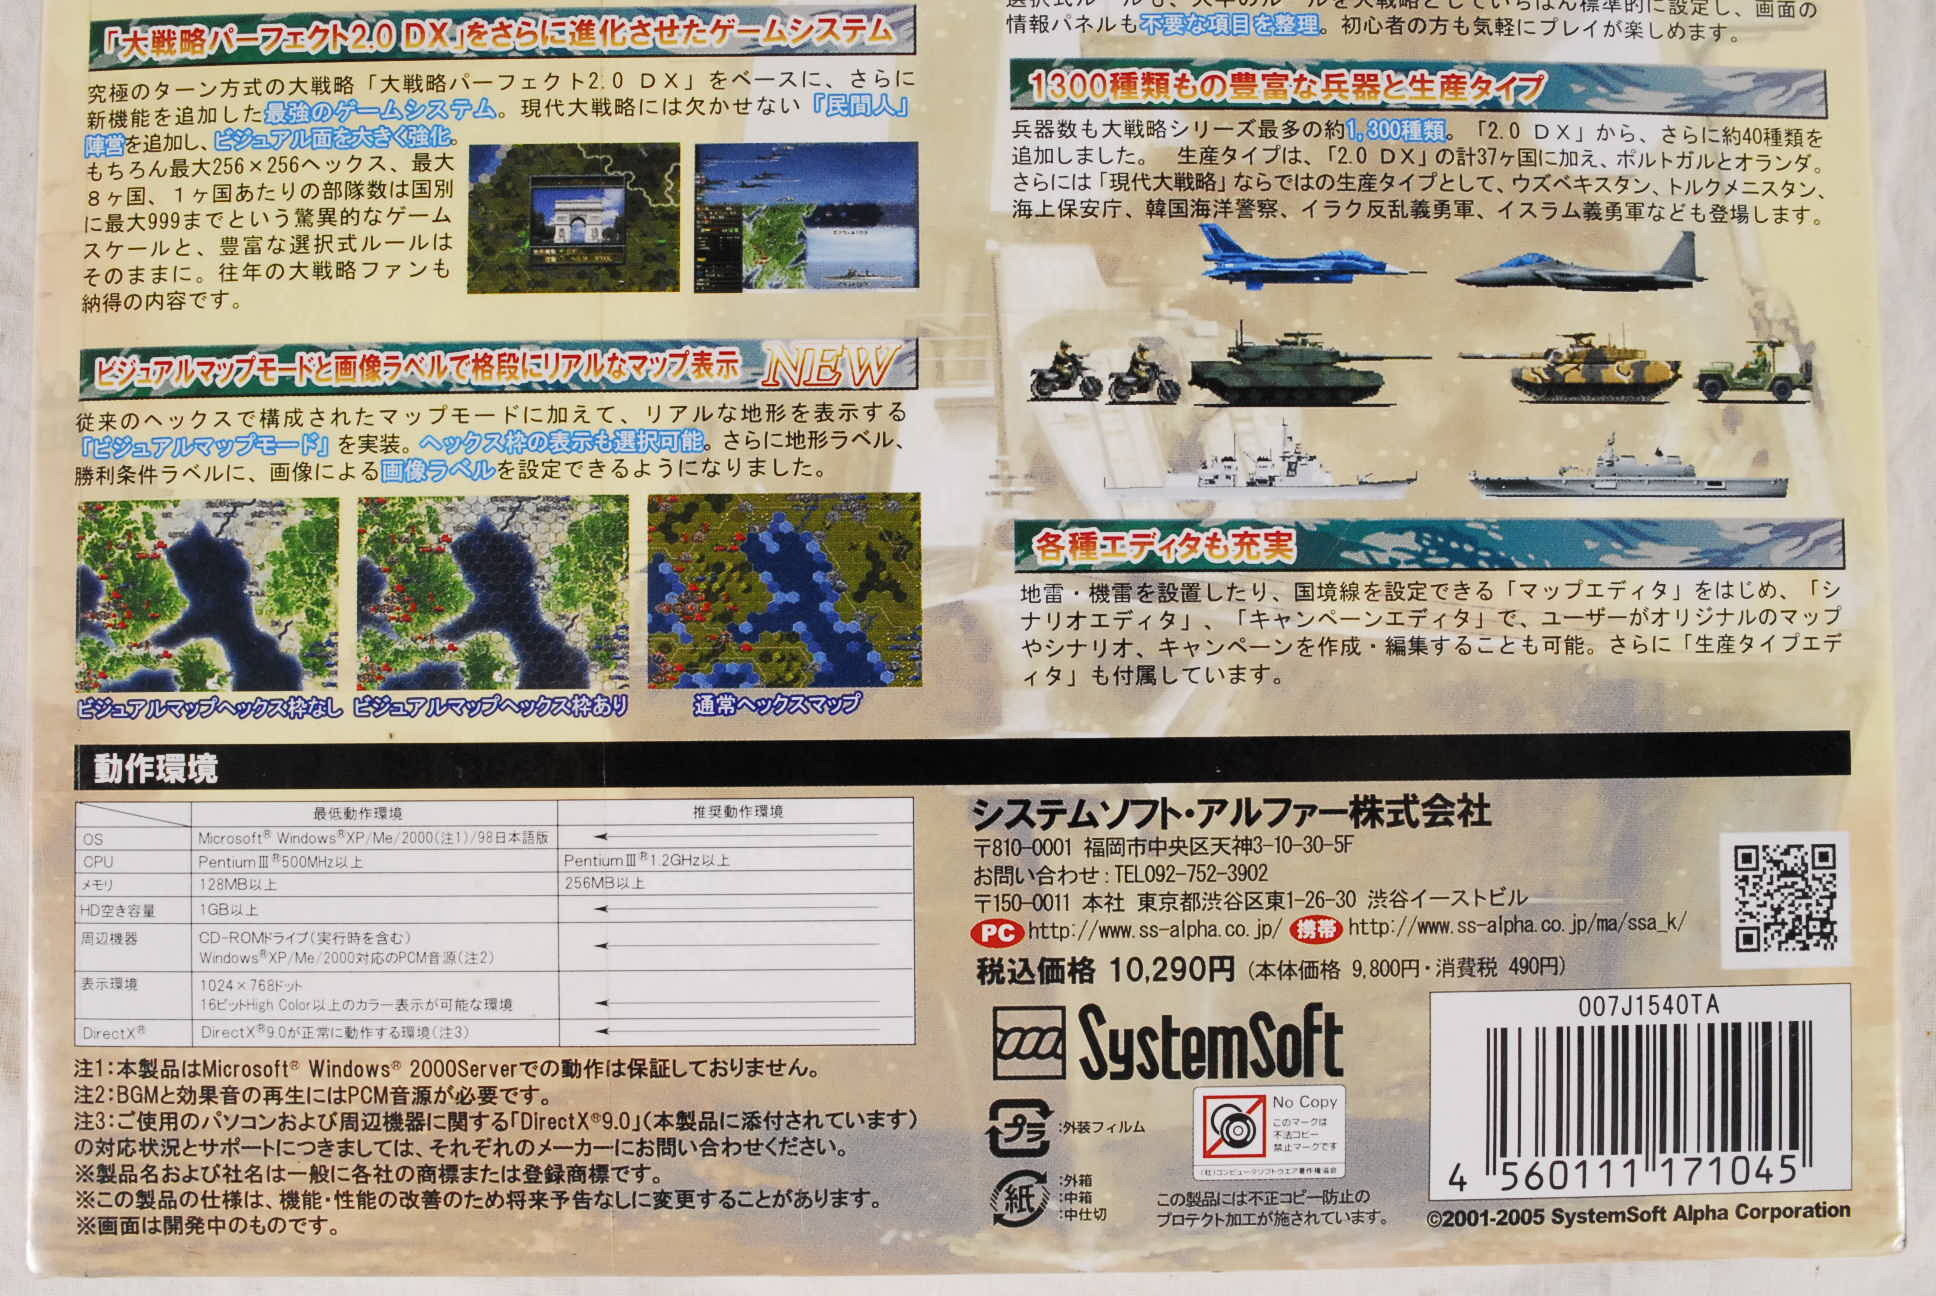 「大戦略パーフェクト2.0 DX」をさらに進化させたゲームシステム
究極のターン方式の大戦略「大戦略パーフェクト2.0 DX」をベースに、さらに
新機能を追加した最強のゲームシステム。現代大戦略には欠かせない「民間人」
陣営を追加し、ビジュアル面を大きく強化。
もちろん最大256×256ヘックス、最大
8ヶ国、1ヶ国あたりの部隊数は国別
に最大999までという驚異的なゲーム
スケールと、豊富な選択式ルールは
そのままに。往年の大戦略ファンも
納得の内容です。
ビジュアルマップモードと画像ラベルで格段にリアルなマップ表示 NEW
従来のヘックスで構成されたマップモードに加えて、リアルな地形を表示する
「ビジュアルマップモード」を実装。ヘックス枠の表示も選択可能。さらに地形ラベル、
勝利条件ラベルに、画像による画像ラベルを設定できるようになりました。
ビジュアルマップヘックス枠なし ビジュアルマップヘックス枠あり 通常ヘックスマップ
情報パネルも不要な項目を整理。初心者の方も気軽にプレイが楽しめます。
1300種類もの豊富な兵器と生産タイプ
兵器数も大戦略シリーズ最多の約1,300種類。「2.0 DX」から、さらに約40種類を
追加しました。 生産タイプは、「2.0 DX」の計37ヶ国に加え、ポルトガルとオランダ。
さらには「現代大戦略」ならではの生産タイプとして、ウズベキスタン、トルクメニスタン、
海上保安庁、韓国海洋警察、イラク反乱義勇軍、イスラム義勇軍なども登場します。
各種エディタも充実
地雷・機雷を設置したり、国境線を設定できる「マップエディタ」をはじめ、「シ
ナリオエディタ」、「キャンペーンエディタ」で、ユーザーがオリジナルのマップ
やシナリオ、キャンペーンを作成・編集することも可能。さらに「生産タイプエデ
ィタ」も付属しています。
動作環境
最低動作環境 推奨動作環境
OS Microsoft® Windows®XP/Me/2000(注1)/98日本語版
CPU PentiumⅢ®500MHz以上 PentiumⅢ®1.2GHz以上
メモリ 128MB以上 256MB以上
HD空き容量 1GB以上
周辺機器 CD-ROMドライブ(実行時を含む)
Windows®XP/Me/2000対応のPCM音源(注2)
表示環境 1024×768ドット
16ビットHigh Color以上のカラー表示が可能な環境
DirectX® DirectX®9.0が正常に動作する環境(注3)
注1:本製品はMicrosoft® Windows® 2000Serverでの動作は保証しておりません。
注2:BGMと効果音の再生にはPCM音源が必要です。
注3:ご使用のパソコンおよび周辺機器に関する「DirectX®9.0」(本製品に添付されています)
の対応状況とサポートにつきましては、それぞれのメーカーにお問い合わせください。
※製品名および社名は一般に各社の商標または登録商標です。
※この製品の仕様は、機能・性能の改善のため将来予告なしに変更することがあります。
※画面は開発中のものです。
システムソフト・アルファー株式会社
〒810-0001 福岡市中央区天神3-10-30-5F
お問い合わせ:TEL092-752-3902
〒150-0011 本社 東京都渋谷区東1-26-30 渋谷イーストビル
PC http://www.ss-alpha.co.jp/ 携帯 http://www.ss-alpha.co.jp/ma/ssa_k/
税込価格 10,290円 (本体価格 9,800円・消費税 490円)
SystemSoft
プラ :外装フィルム
紙 :外箱
:中箱
:中仕切
No Copy
このマークは
不法コピー
禁止マークです
(社)コンピュータソフトウェア著作権協会
この製品には不正コピー防止の
プロテクト加工が施されています。
007J1540TA
4 560111 171045
©2001-2005 SystemSoft Alpha Corporation